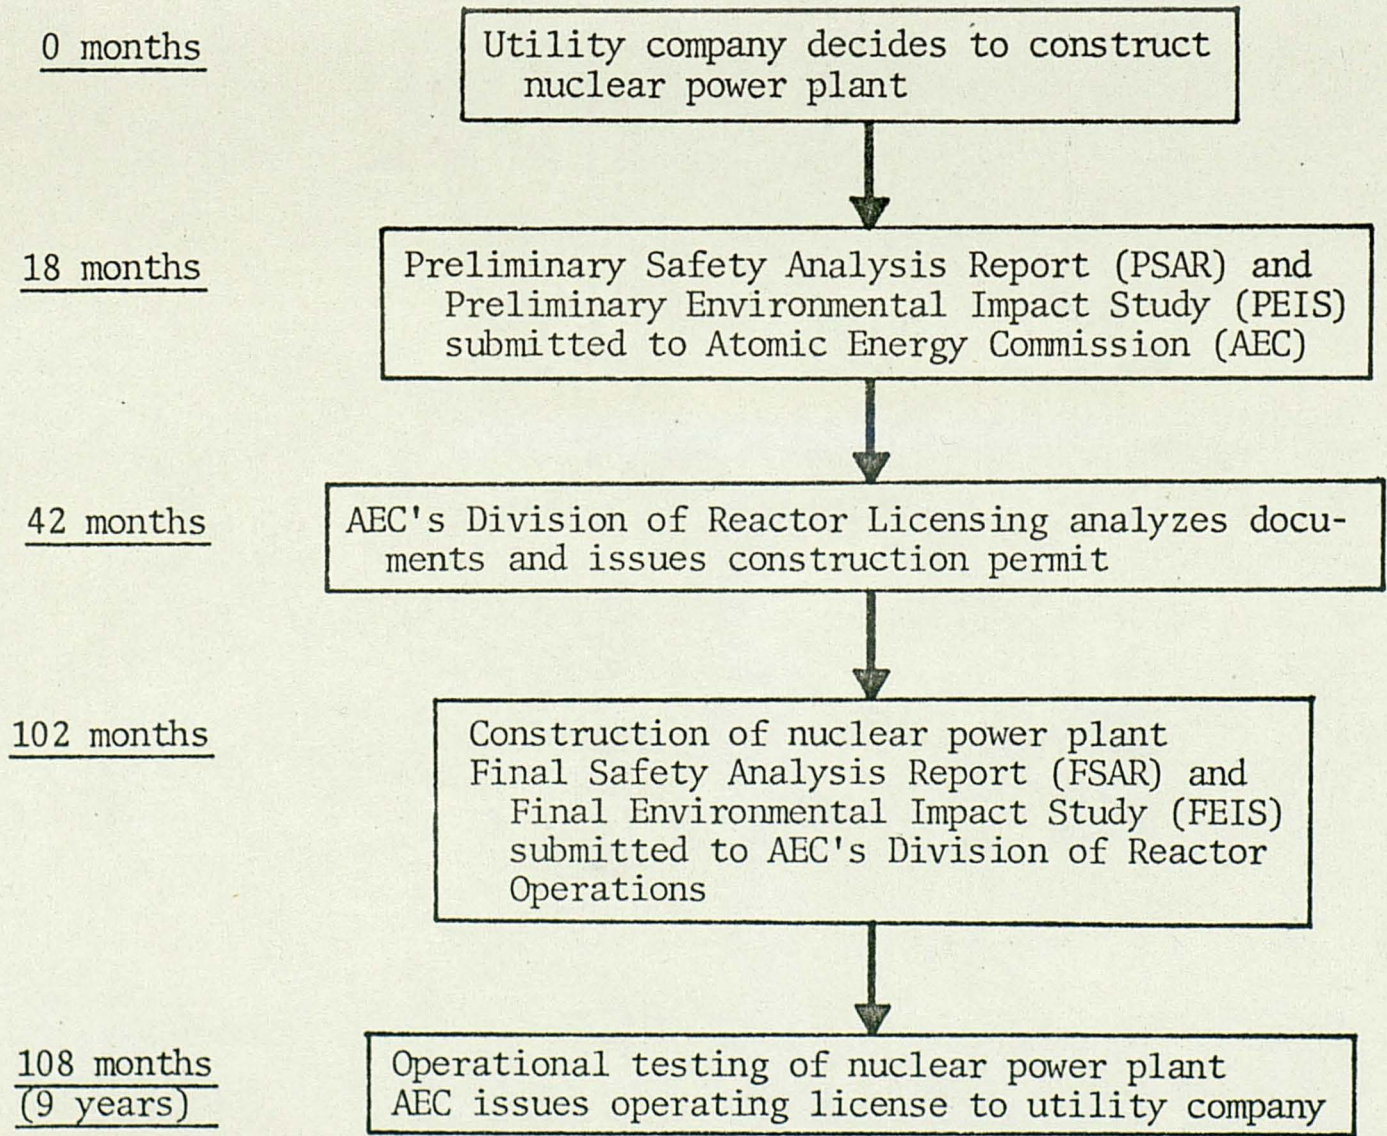 0 months
Utility company decides to construct
nuclear power plant
18 months
Preliminary Safety Analysis Report (PSAR) and
Preliminary Environmental Impact Study (PEIS)
submitted to Atomic Energy Commission (AEC)
42 months
AEC's Division of Reactor Licensing analyzes docu-
ments and issues construction permit
102 months
Construction of nuclear power plant
Final Safety Analysis Report (FSAR) and
Final Environmental Impact Study (FEIS)
submitted to AEC's Division of Reactor
Operations
108 months
(9 years)
Operational testing of nuclear power plant
AEC issues operating license to utility company